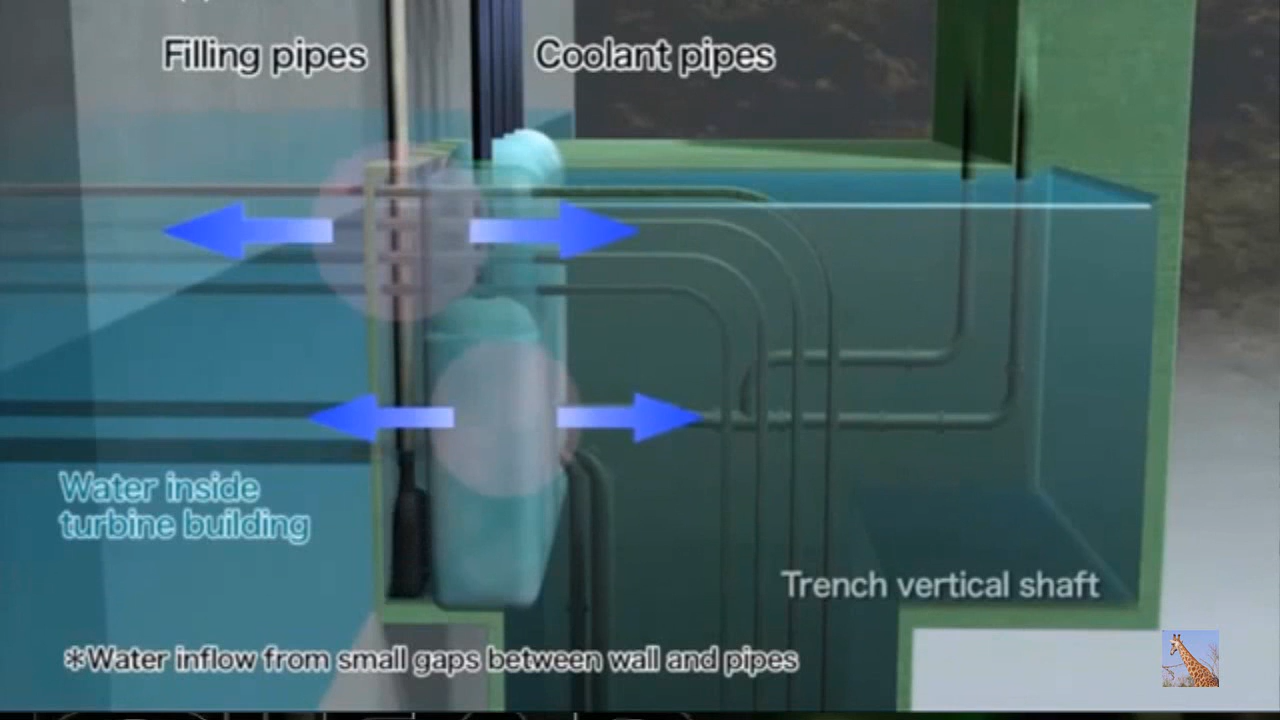 Filling pipes
Coolant pipes
Water inside
turbine building
Trench vertical shaft
*Water inflow from small gaps between wall and pipes